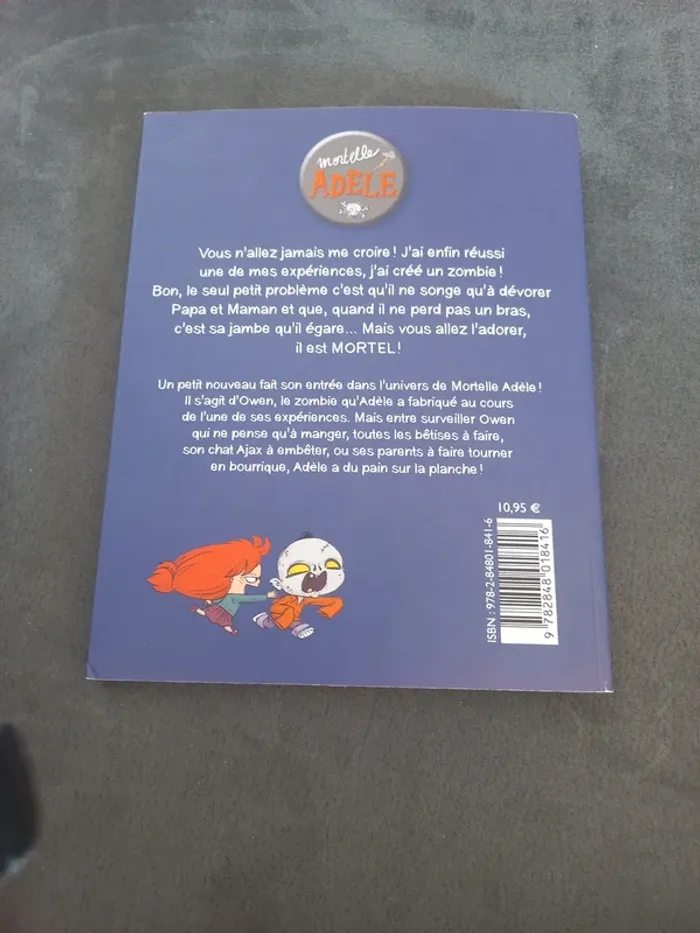 mortelle
ADÈLE
Vous n'allez jamais me croire ! J'ai enfin réussi
une de mes expériences, j'ai créé un zombie !
Bon, le seul petit problème c'est qu'il ne songe qu'à dévorer
Papa et Maman et que, quand il ne perd pas un bras,
c'est sa jambe qu'il égare... Mais vous allez l'adorer,
il est MORTEL !
Un petit nouveau fait son entrée dans l'univers de Mortelle Adèle !
Il s'agit d'Owen, le zombie qu'Adèle a fabriqué au cours
de l'une de ses expériences. Mais entre surveiller Owen
qui ne pense qu'à manger, toutes les bêtises à faire,
son chat Ajax à embêter, ou ses parents à faire tourner
en bourrique, Adèle a du pain sur la planche !
10,95 €
ISBN : 978-2-84801-841-6
9 782848 018416